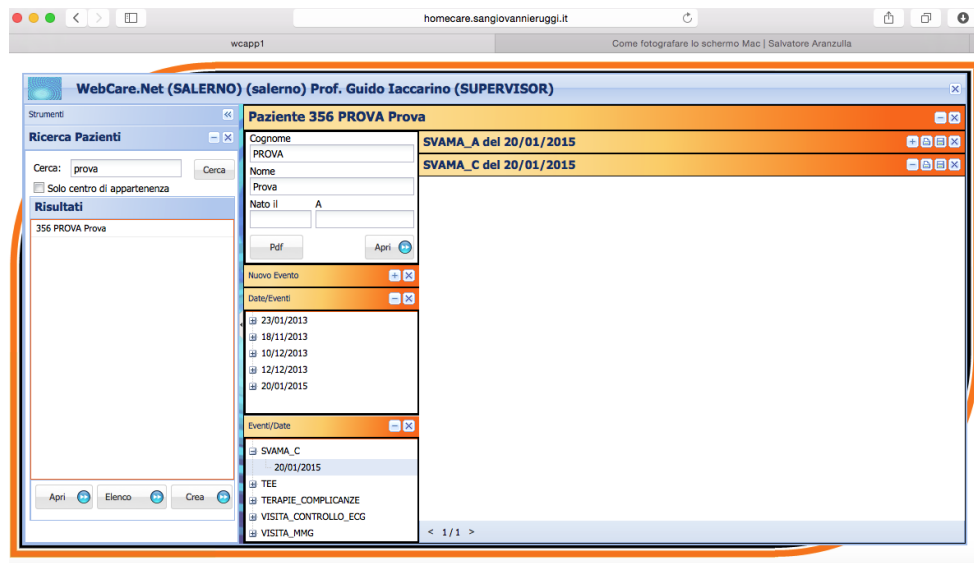 homecare.sangiovannieruggi.it
wcapp1
Come fotografare lo schermo Mac | Salvatore Aranzulla
WebCare.Net (SALERNO) (salerno) Prof. Guido Iaccarino (SUPERVISOR)
Strumenti
Ricerca Pazienti
Cerca: prova Cerca
Solo centro di appartenenza
Risultati
356 PROVA Prova
Apri Elenco Crea
Paziente 356 PROVA Prova
Cognome
PROVA
Nome
Prova
Nato il A
Pdf Apri
Nuovo Evento
Date/Eventi
23/01/2013
18/11/2013
10/12/2013
12/12/2013
20/01/2015
Eventi/Date
SVAMA_C
20/01/2015
TEE
TERAPIE_COMPLICANZE
VISITA_CONTROLLO_ECG
VISITA_MMG
SVAMA_A del 20/01/2015
SVAMA_C del 20/01/2015
< 1/1 >